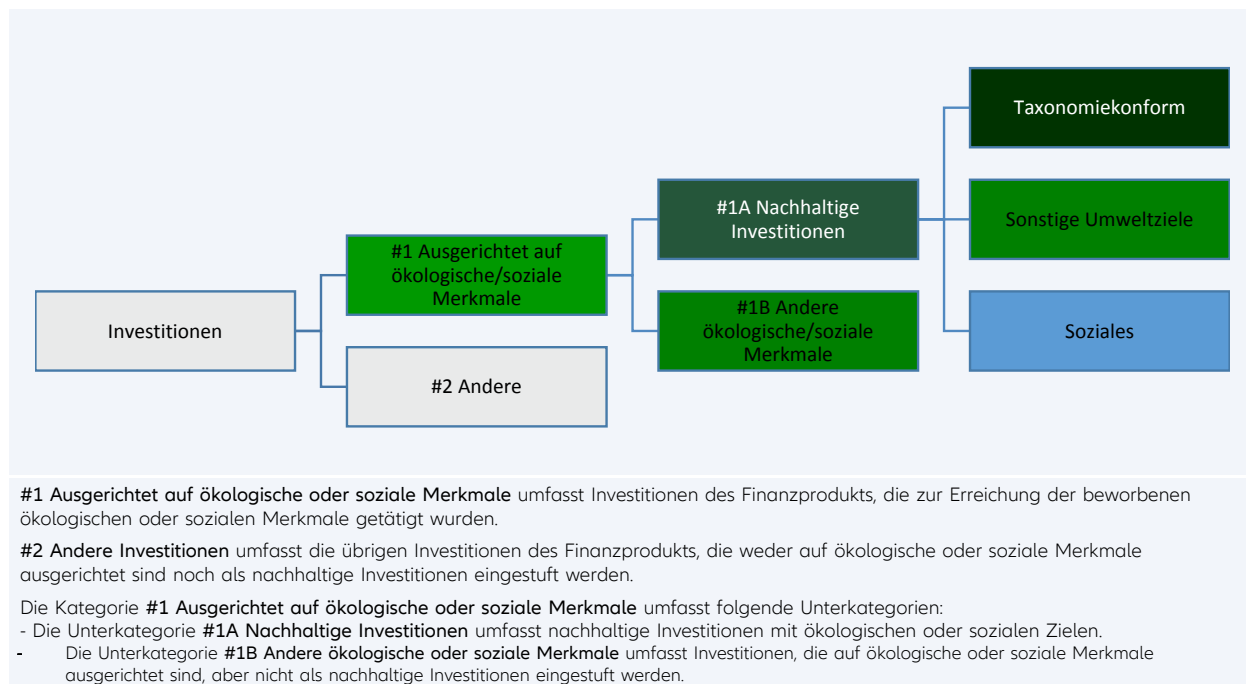 Taxonomiekonform
#1A Nachhaltige
Investitionen
Sonstige Umweltziele
#1 Ausgerichtet auf
ökologische/soziale
Merkmale
#1B Andere
ökologische/soziale
Merkmale
Investitionen
Soziales
#2 Andere
#1 Ausgerichtet auf ökologische oder soziale Merkmale umfasst Investitionen des Finanzprodukts, die zur Erreichung der beworbenen
ökologischen oder sozialen Merkmale getätigt wurden.
#2 Andere Investitionen umfasst die übrigen Investitionen des Finanzprodukts, die weder auf ökologische oder soziale Merkmale
ausgerichtet sind noch als nachhaltige Investitionen eingestuft werden.
Die Kategorie #1 Ausgerichtet auf ökologische oder soziale Merkmale umfasst folgende Unterkategorien:
- Die Unterkategorie #1A Nachhaltige Investitionen umfasst nachhaltige Investitionen mit ökologischen oder sozialen Zielen.
- Die Unterkategorie #1B Andere ökologische oder soziale Merkmale umfasst Investitionen, die auf ökologische oder soziale Merkmale
ausgerichtet sind, aber nicht als nachhaltige Investitionen eingestuft werden.